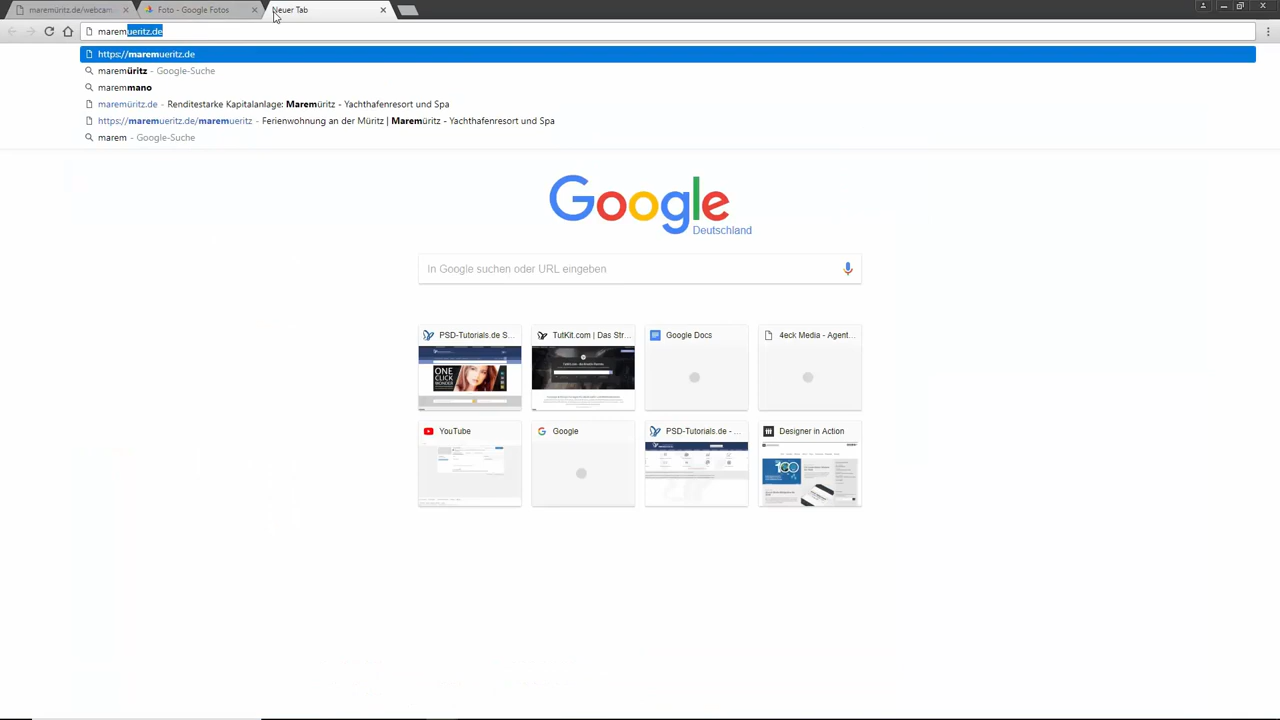 maremüritz.de/webcam
Foto - Google Fotos
Neuer Tab
maremueritz.de
https://maremueritz.de
maremüritz - Google-Suche
maremmano
maremüritz.de - Renditestarke Kapitalanlage: Maremüritz - Yachthafenresort und Spa
https://maremueritz.de/maremueritz - Ferienwohnung an der Müritz | Maremüritz - Yachthafenresort und Spa
marem - Google-Suche
Google
Deutschland
In Google suchen oder URL eingeben
PSD-Tutorials.de S...
TutKit.com | Das Str...
Google Docs
4eck Media - Agent...
ONE
CLICK
WONDER
YouTube
Google
PSD-Tutorials.de - ...
Designer in Action